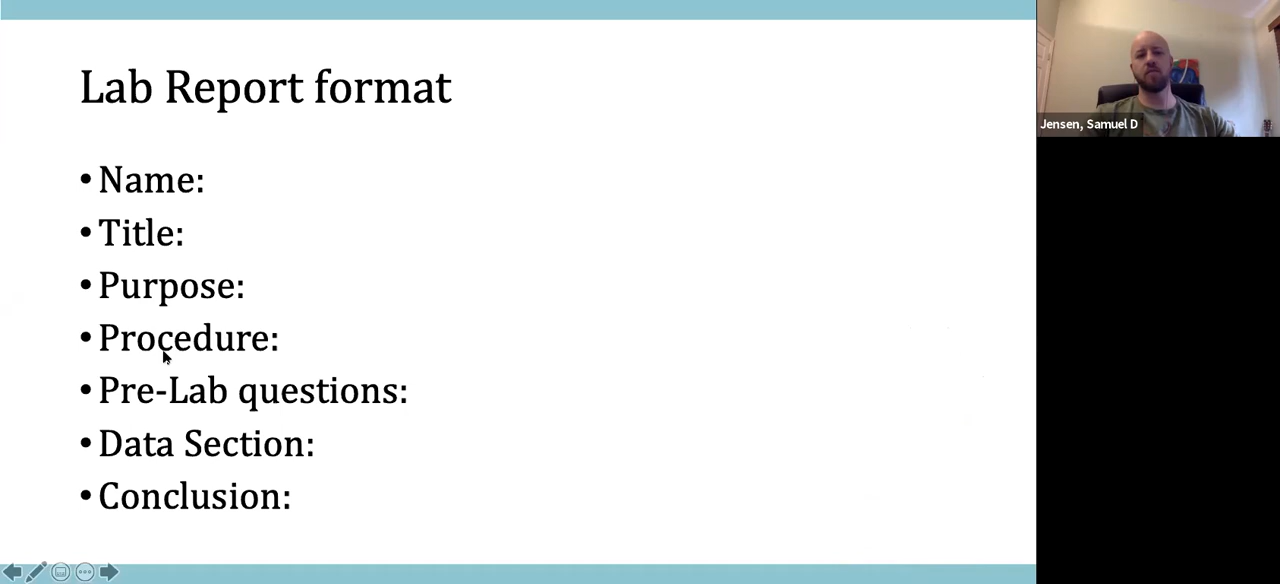 Lab Report format
• Name:
• Title:
• Purpose:
• Procedure:
• Pre-Lab questions:
• Data Section:
• Conclusion:
Jensen, Samuel D